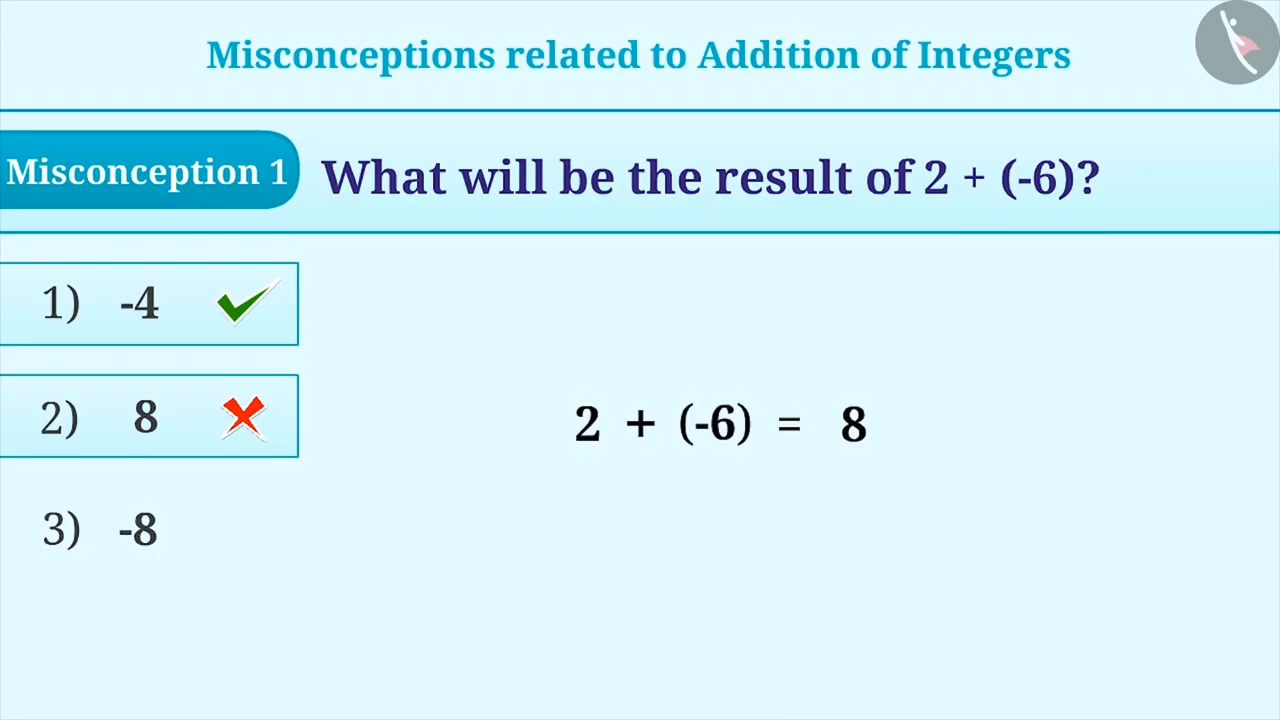 Misconceptions related to Addition of Integers
Misconception 1
What will be the result of 2 + (-6)?
1) -4
2) 8
2 + (-6) = 8
3) -8